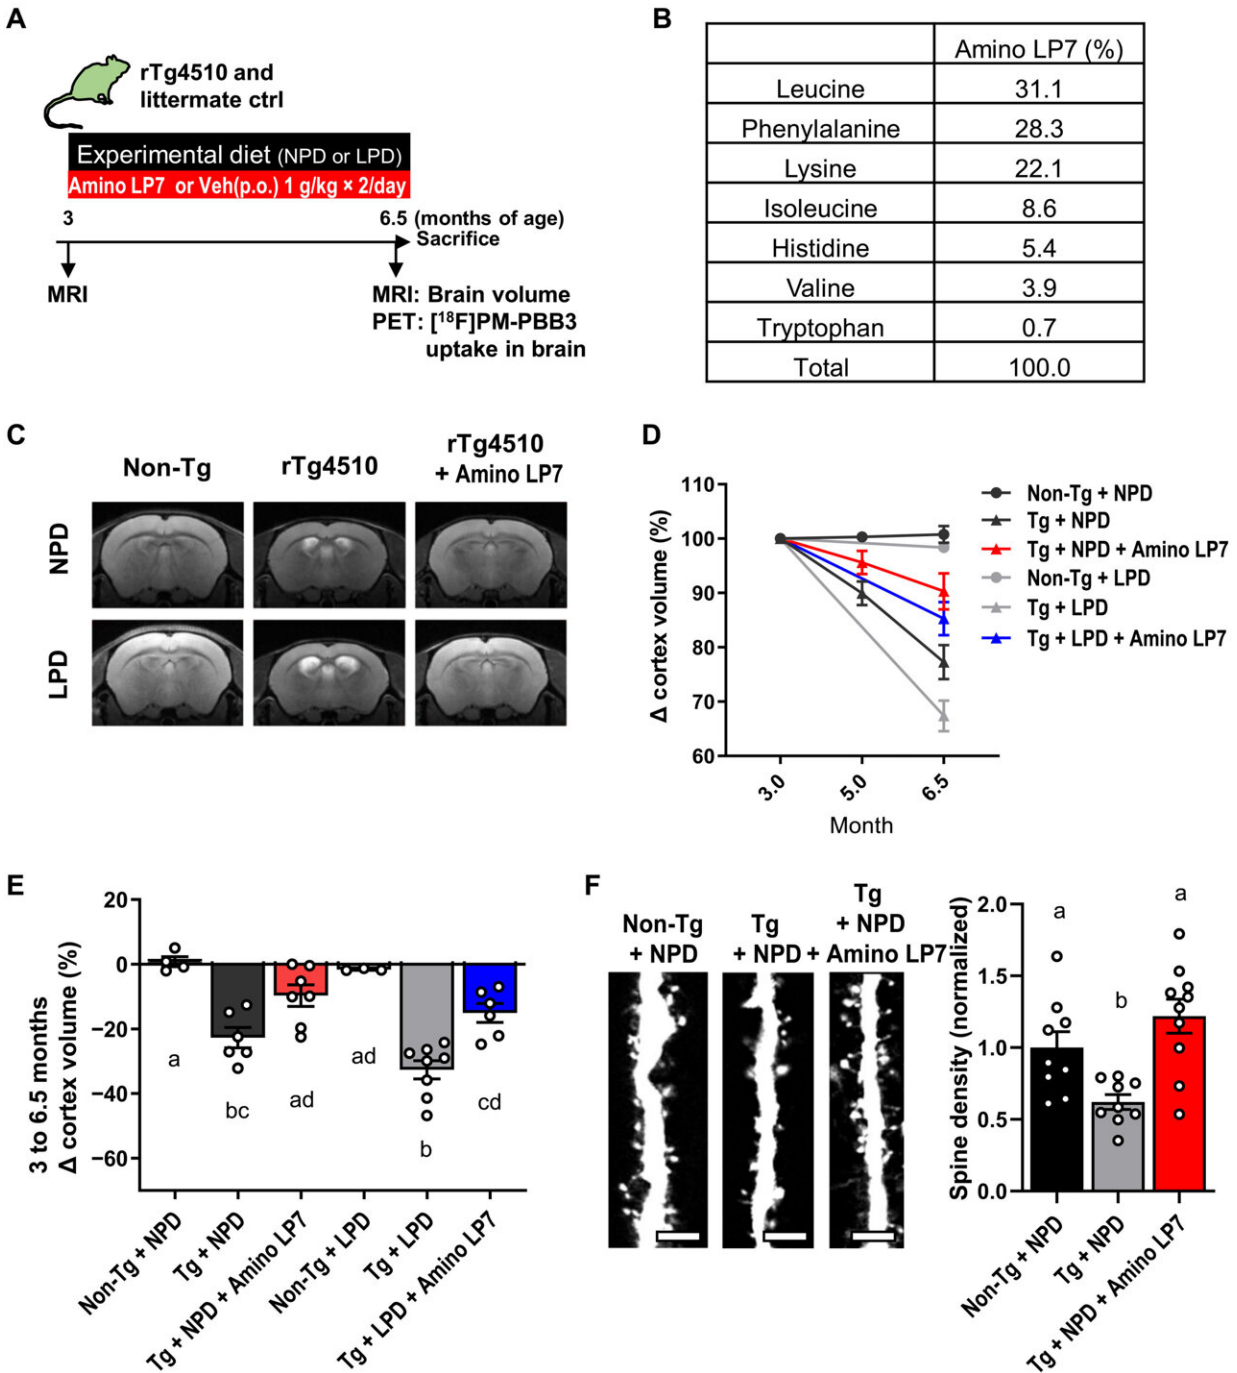 A
rTg4510 and
littermate ctrl
Experimental diet (NPD or LPD)
Amino LP7 or Veh(p.o.) 1 g/kg × 2/day
3
6.5 (months of age)
Sacrifice
MRI
MRI: Brain volume
PET: [¹⁸F]PM-PBB3
uptake in brain
B
Amino LP7 (%)
Leucine 31.1
Phenylalanine 28.3
Lysine 22.1
Isoleucine 8.6
Histidine 5.4
Valine 3.9
Tryptophan 0.7
Total 100.0
C
Non-Tg
rTg4510
rTg4510
+ Amino LP7
NPD
LPD
D
Δ cortex volume (%)
110
100
90
80
70
60
3.0
5.0
6.5
Month
Non-Tg + NPD
Tg + NPD
Tg + NPD + Amino LP7
Non-Tg + LPD
Tg + LPD
Tg + LPD + Amino LP7
E
3 to 6.5 months
Δ cortex volume (%)
20
0
−20
−40
−60
a
bc
ad
ad
b
cd
Non-Tg + NPD
Tg + NPD
Tg + NPD + Amino LP7
Non-Tg + LPD
Tg + LPD
Tg + LPD + Amino LP7
F
Non-Tg
+ NPD
Tg
+ NPD
Tg
+ NPD
+ Amino LP7
Spine density (normalized)
2.0
1.5
1.0
0.5
0.0
a
b
a
Non-Tg + NPD
Tg + NPD
Tg + NPD + Amino LP7